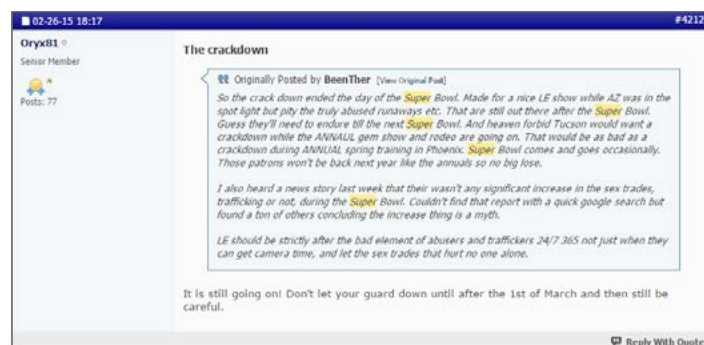 02-26-15 18:17 #4212
Oryx81
Senior Member
Posts: 77
The crackdown
Originally Posted by BeenTher [View Original Post]
So the crack down ended the day of the Super Bowl. Made for a nice LE show while AZ was in the
spot light but pity the truly abused runaways etc. That are still out there after the Super Bowl.
Guess they'll need to endure till the next Super Bowl. And heaven forbid Tucson would want a
crackdown while the ANNAUL gem show and rodeo are going on. That would be as bad as a
crackdown during ANNUAL spring training in Phoenix. Super Bowl comes and goes occasionally.
Those patrons won't be back next year like the annuals so no big lose.
I also heard a news story last week that their wasn't any significant increase in the sex trades,
trafficking or not, during the Super Bowl. Couldn't find that report with a quick google search but
found a ton of others concluding the increase thing is a myth.
LE should be strictly after the bad element of abusers and traffickers 24/7 365 not just when they
can get camera time, and let the sex trades that hurt no one alone.
It is still going on! Don't let your guard down until after the 1st of March and then still be
careful.
Reply With Quote